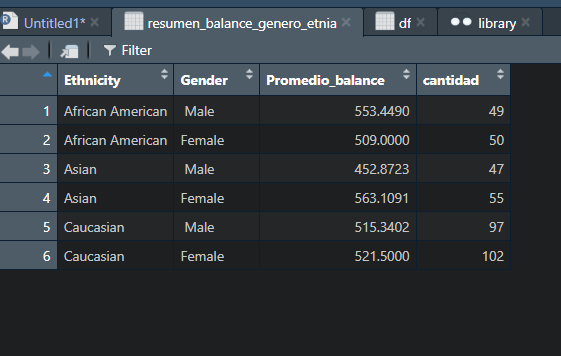 Untitled1* resumen_balance_genero_etnia df library
Filter
Ethnicity Gender Promedio_balance cantidad
1 African American Male 553.4490 49
2 African American Female 509.0000 50
3 Asian Male 452.8723 47
4 Asian Female 563.1091 55
5 Caucasian Male 515.3402 97
6 Caucasian Female 521.5000 102